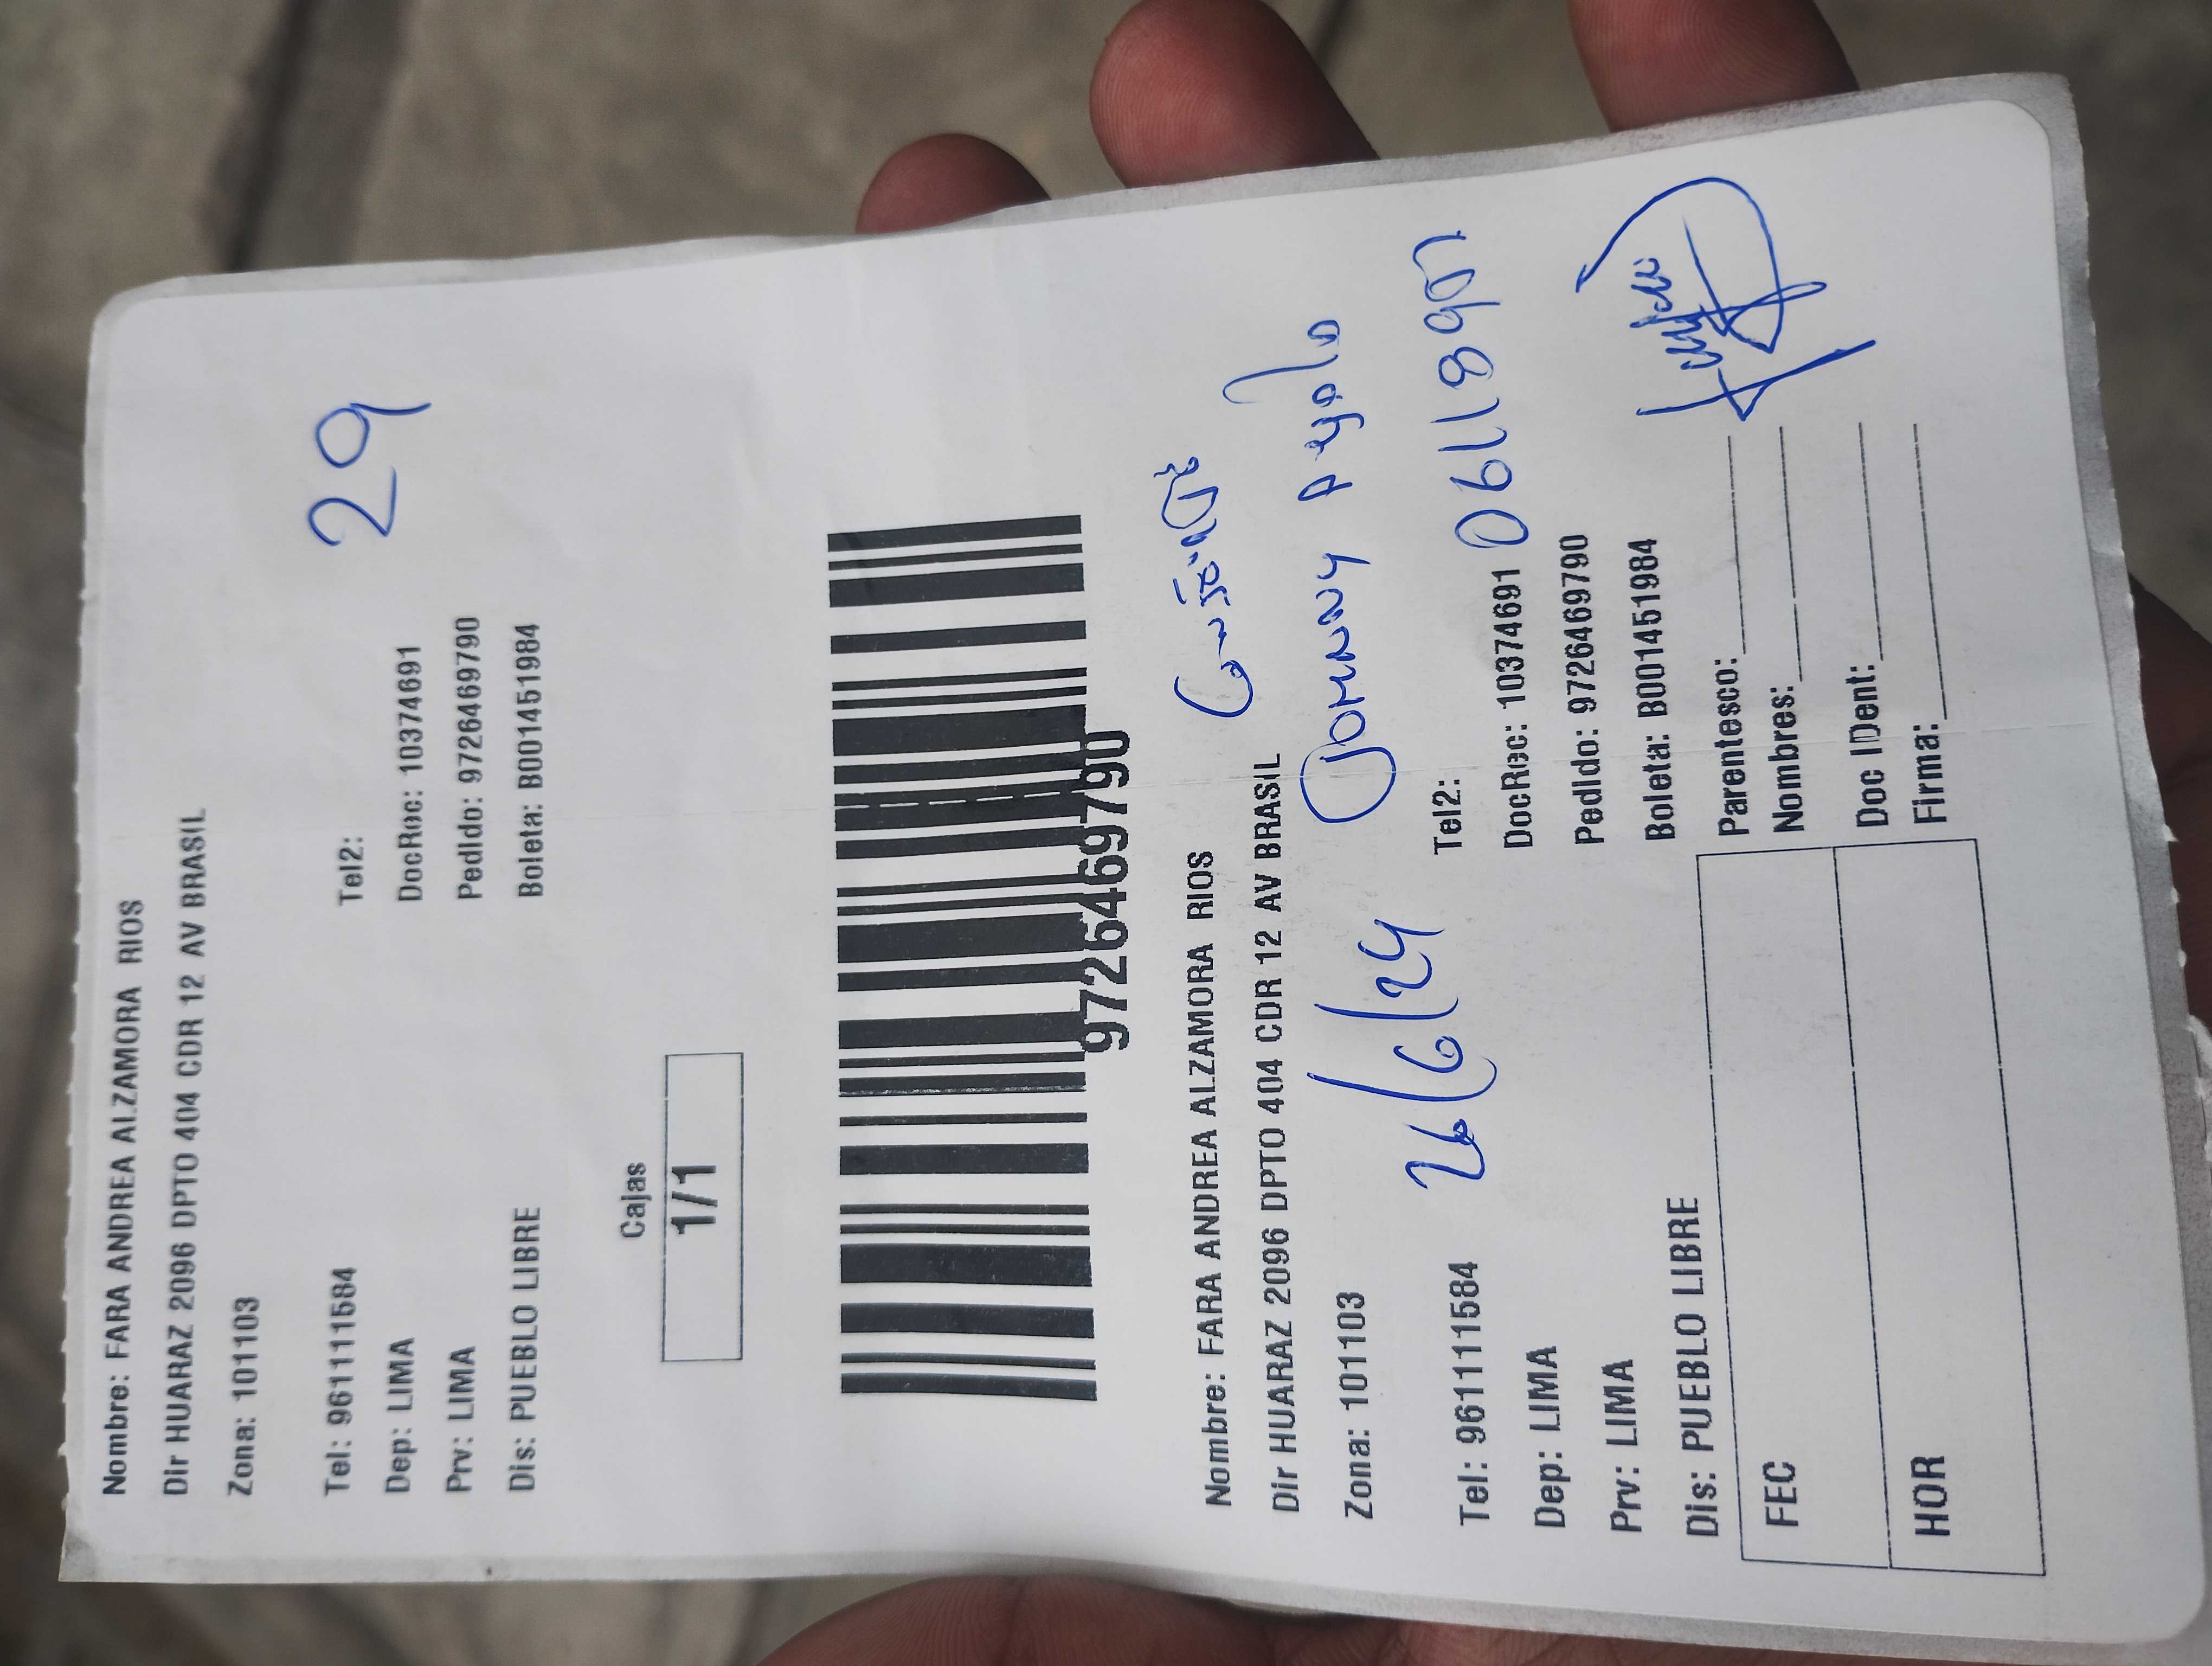 Nombre: FARA ANDREA ALZAMORA RIOS
Dir HUARAZ 2096 DPTO 404 CDR 12 AV BRASIL
Zona: 101103
29
Tel: 961111584 Tel2:
Dep: LIMA DocRec: 10374691
Prv: LIMA Pedido: 9726469790
Dis: PUEBLO LIBRE Boleta: B001451984
Cajas
1/1
9726469790
Nombre: FARA ANDREA ALZAMORA RIOS
Dir HUARAZ 2096 DPTO 404 CDR 12 AV BRASIL
Zona: 101103
26/6/24
Tel: 961111584 Tel2:
Dep: LIMA DocRec: 10374691
Prv: LIMA Pedido: 9726469790
Dis: PUEBLO LIBRE Boleta: B001451984
FEC
HOR
Parentesco:
Nombres:
Doc IDent:
Firma: